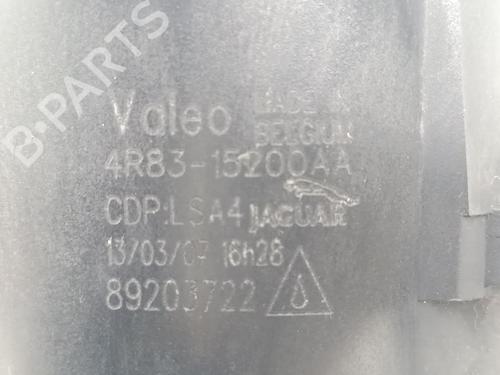 B-PARTS
Valeo MADE IN
BELGIUM
4R83-15200AA
CDP:LSA4 JAGUAR
13/03/07 16h28
89203722